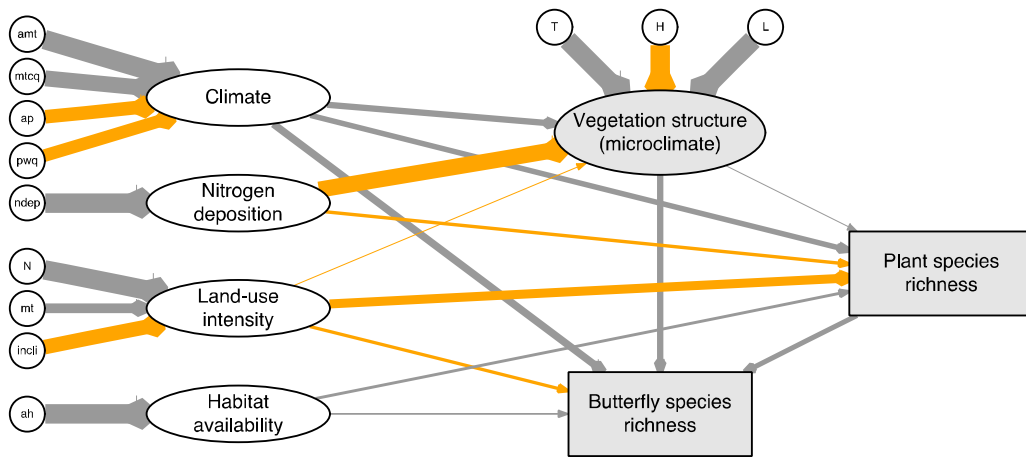 amt
mtcq
ap
pwq
ndep
N
mt
incli
ah
Climate
Nitrogen
deposition
Land-use
intensity
Habitat
availability
T
H
L
Vegetation structure
(microclimate)
Plant species
richness
Butterfly species
richness